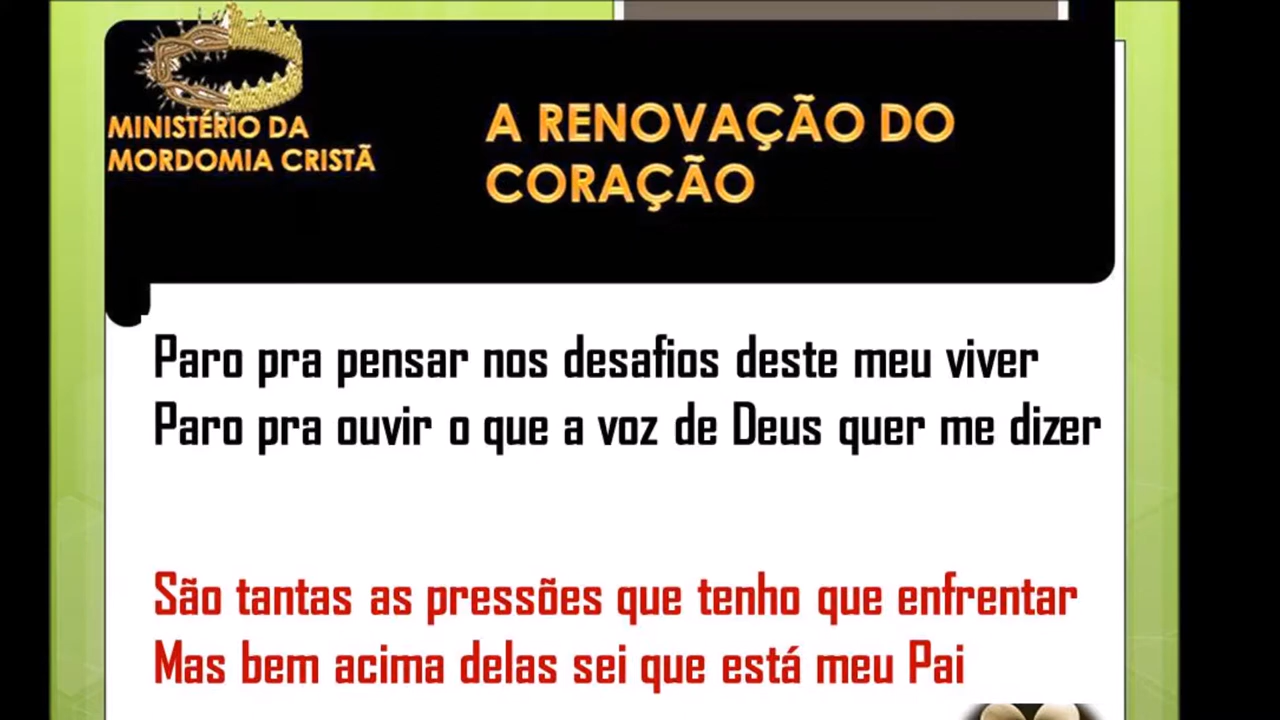 MINISTÉRIO DA
MORDOMIA CRISTÃ
A RENOVAÇÃO DO
CORAÇÃO
Paro pra pensar nos desafios deste meu viver
Paro pra ouvir o que a voz de Deus quer me dizer
São tantas as pressões que tenho que enfrentar
Mas bem acima delas sei que está meu Pai